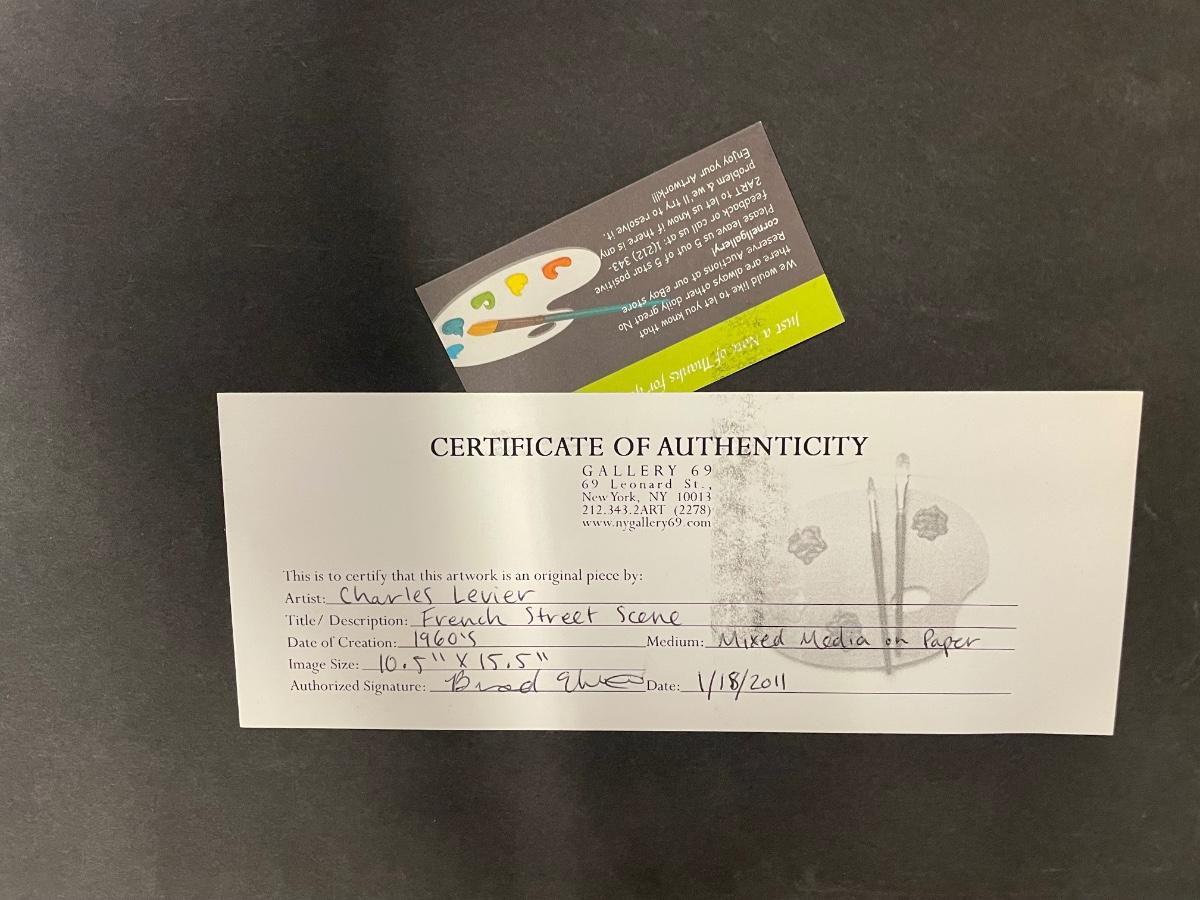 Just a Note of Thanks for
We would like to let you know that
there are always other daily great No
Reserve Auctions at our eBay store
cornellgallery!
Please leave us 5 out of 5 star positive
feedback or call us at: 1(212) 343-
2ART to let us know if there is any
problem & we'll try to resolve it.
Enjoy your Artwork!!!
CERTIFICATE OF AUTHENTICITY
GALLERY 69
69 Leonard St.,
New York, NY 10013
212.343.2ART (2278)
www.nygallery69.com
This is to certify that this artwork is an original piece by:
Artist: Charles Levier
Title/ Description: French Street Scene
Date of Creation: 1960's Medium: Mixed Media on Paper
Image Size: 10.5" X 15.5"
Authorized Signature: Date: 1/18/2011